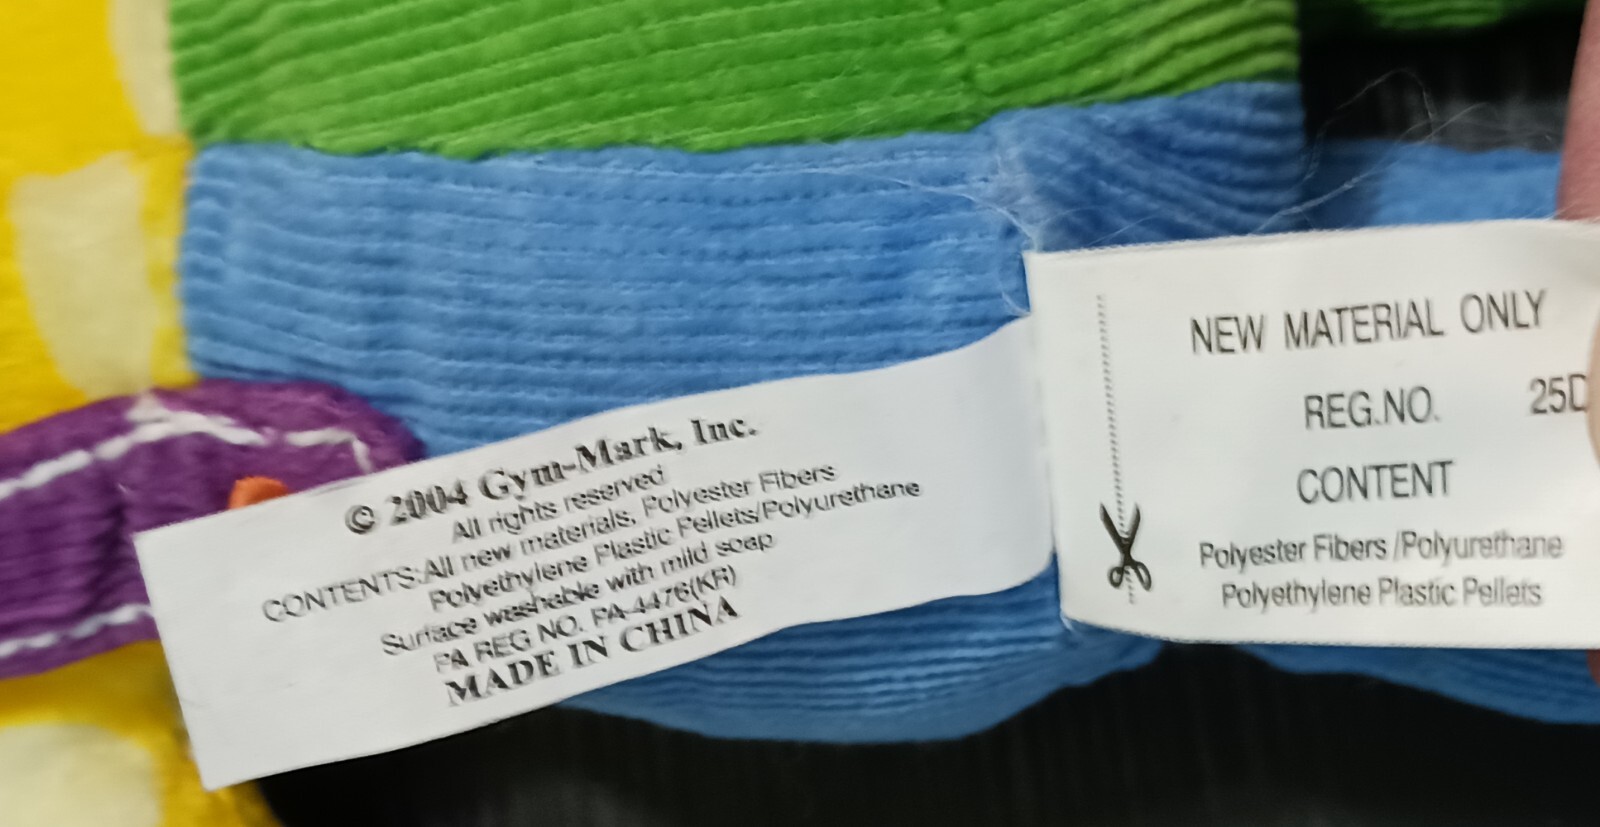 © 2004 Gym-Mark, Inc.
All rights reserved
CONTENTS:All new materials, Polyester Fibers
Polyethylene Plastic Pellets/Polyurethane
Surface washable with mild soap
PA REG NO. PA-4476(KR)
MADE IN CHINA
NEW MATERIAL ONLY
REG.NO. 25D
CONTENT
Polyester Fibers /Polyurethane
Polyethylene Plastic Pellets